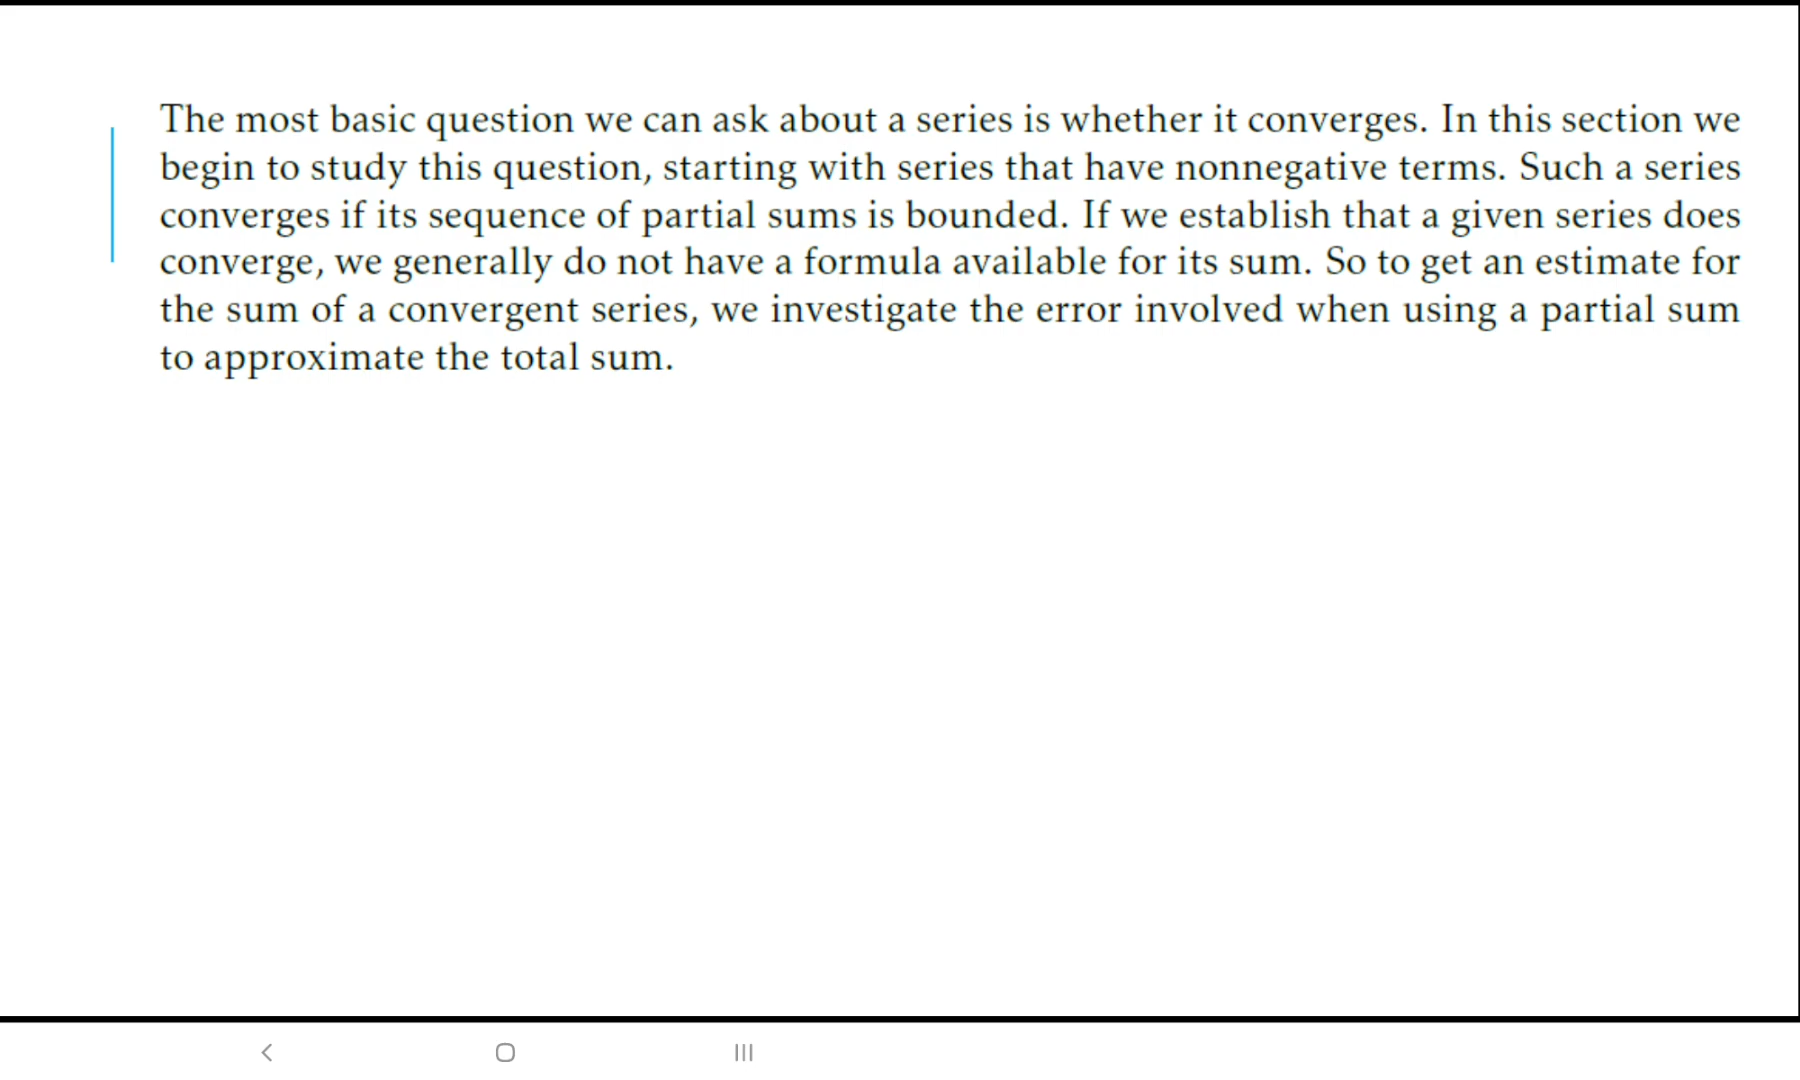 The most basic question we can ask about a series is whether it converges. In this section we
begin to study this question, starting with series that have nonnegative terms. Such a series
converges if its sequence of partial sums is bounded. If we establish that a given series does
converge, we generally do not have a formula available for its sum. So to get an estimate for
the sum of a convergent series, we investigate the error involved when using a partial sum
to approximate the total sum.